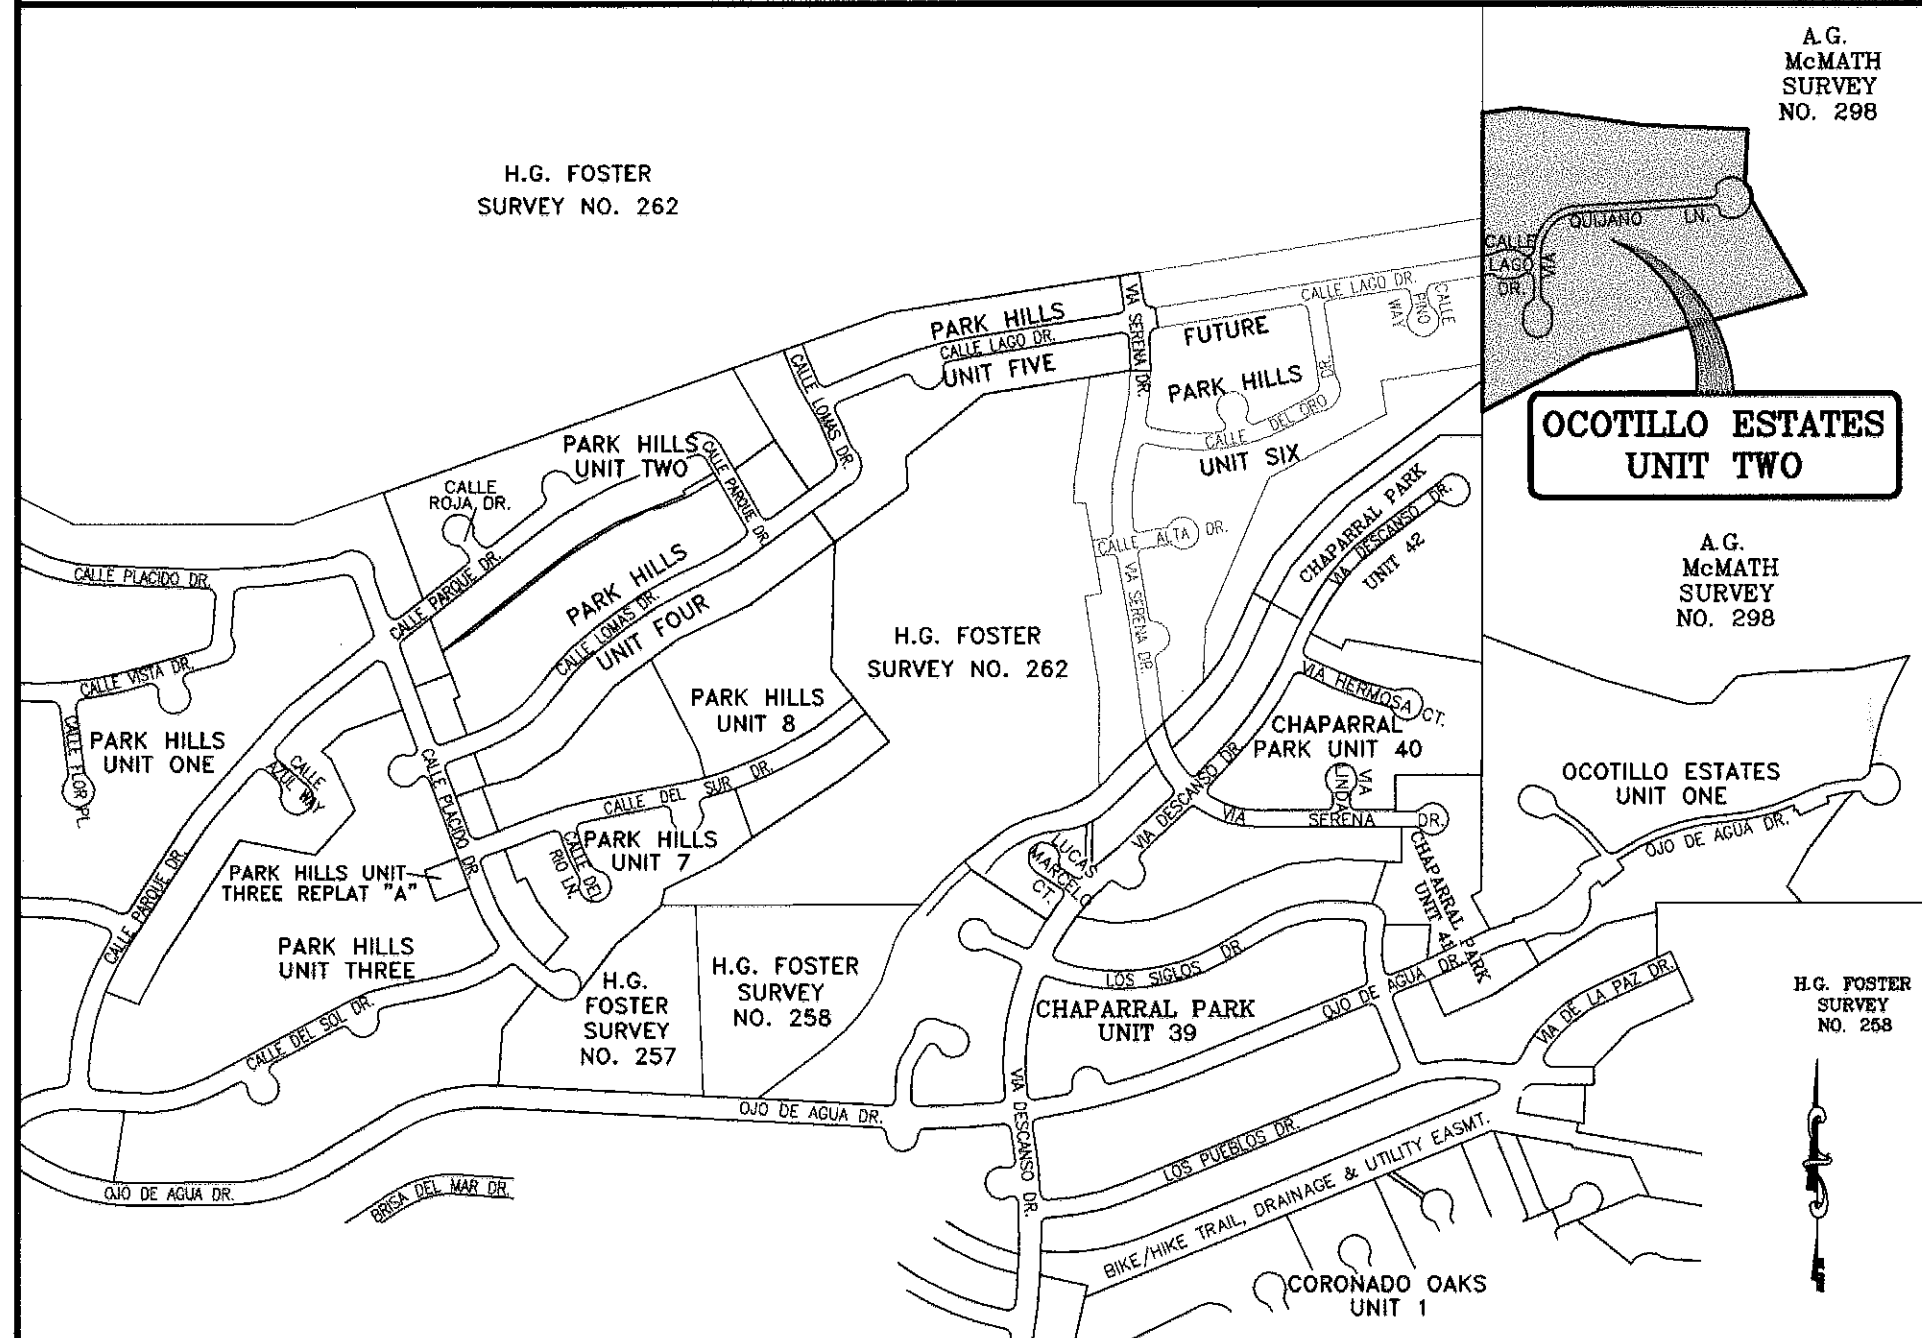 A.G.
McMATH
SURVEY
NO. 298
H.G. FOSTER
SURVEY NO. 262
QUIJANO LN.
VIA
CALLE
LAGO
DR.
CALLE LAGO DR.
CALLE
PINO
WAY
VIA SERENA DR.
PARK HILLS
CALLE LAGO DR.
UNIT FIVE
FUTURE
PARK HILLS
UNIT SIX
DR.
CALLE DEL ORO
CALLE LOMAS DR.
OCOTILLO ESTATES
UNIT TWO
PARK HILLS
UNIT TWO
CALLE PARQUE DR.
CALLE
ROJA DR.
CHAPARRAL PARK
VIA DESCANSO DR.
UNIT 42
CALLE ALTA DR.
VIA SERENA DR.
A.G.
McMATH
SURVEY
NO. 298
CALLE PLACIDO DR.
CALLE PARQUE DR.
PARK HILLS
CALLE LOMAS DR.
UNIT FOUR
H.G. FOSTER
SURVEY NO. 262
CALLE VISTA DR.
CALLE FLOR PL.
PARK HILLS
UNIT ONE
CALLE
AZUL WAY
PARK HILLS
UNIT 8
VIA HERMOSA CT.
CHAPARRAL
PARK UNIT 40
CALLE PLACIDO DR.
CALLE DEL SUR DR.
VIA DESCANSO DR.
VIA
LINDA
VIA SERENA DR.
OCOTILLO ESTATES
UNIT ONE
OJO DE AGUA DR.
PARK HILLS
UNIT 7
CALLE DEL
RIO LN.
LUCAS
MARCELO
CT.
CHAPARRAL PARK
UNIT 41
PARK HILLS UNIT
THREE REPLAT "A"
CALLE PARQUE DR.
PARK HILLS
UNIT THREE
CALLE DEL SOL DR.
H.G.
FOSTER
SURVEY
NO. 257
H.G. FOSTER
SURVEY
NO. 258
LOS SIGLOS DR.
CHAPARRAL PARK
UNIT 39
OJO DE AGUA DR.
VIA DE LA PAZ DR.
H.G. FOSTER
SURVEY
NO. 258
OJO DE AGUA DR.
VIA DESCANSO DR.
LOS PUEBLOS DR.
OJO DE AGUA DR.
BRISA DEL MAR DR.
BIKE/HIKE TRAIL, DRAINAGE & UTILITY EASMT.
CORONADO OAKS
UNIT 1